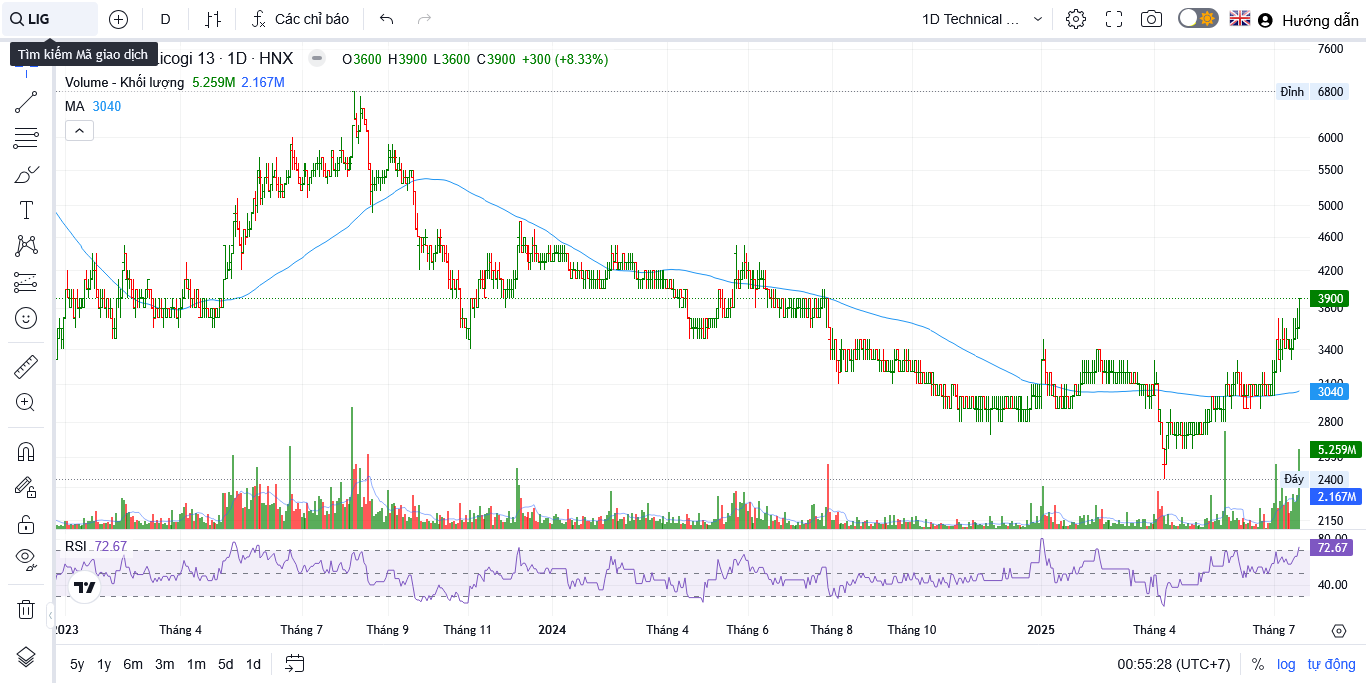 LIG
D
Các chỉ báo
1D Technical ...
Hướng dẫn
Tìm kiếm Mã giao dịch
Licogi 13 · 1D · HNX
O3600 H3900 L3600 C3900 +300 (+8.33%)
Volume - Khối lượng 5.259M 2.167M
MA 3040
7600
Đỉnh 6800
6000
5500
5000
4600
4200
3900
3800
3400
3100
3040
2800
5.259M
Đáy 2400
2.167M
2150
80.00
RSI 72.67
72.67
40.00
2023 Tháng 4 Tháng 7 Tháng 9 Tháng 11 2024 Tháng 4 Tháng 6 Tháng 8 Tháng 10 2025 Tháng 4 Tháng 7
5y 1y 6m 3m 1m 5d 1d
00:55:28 (UTC+7) % log tự động